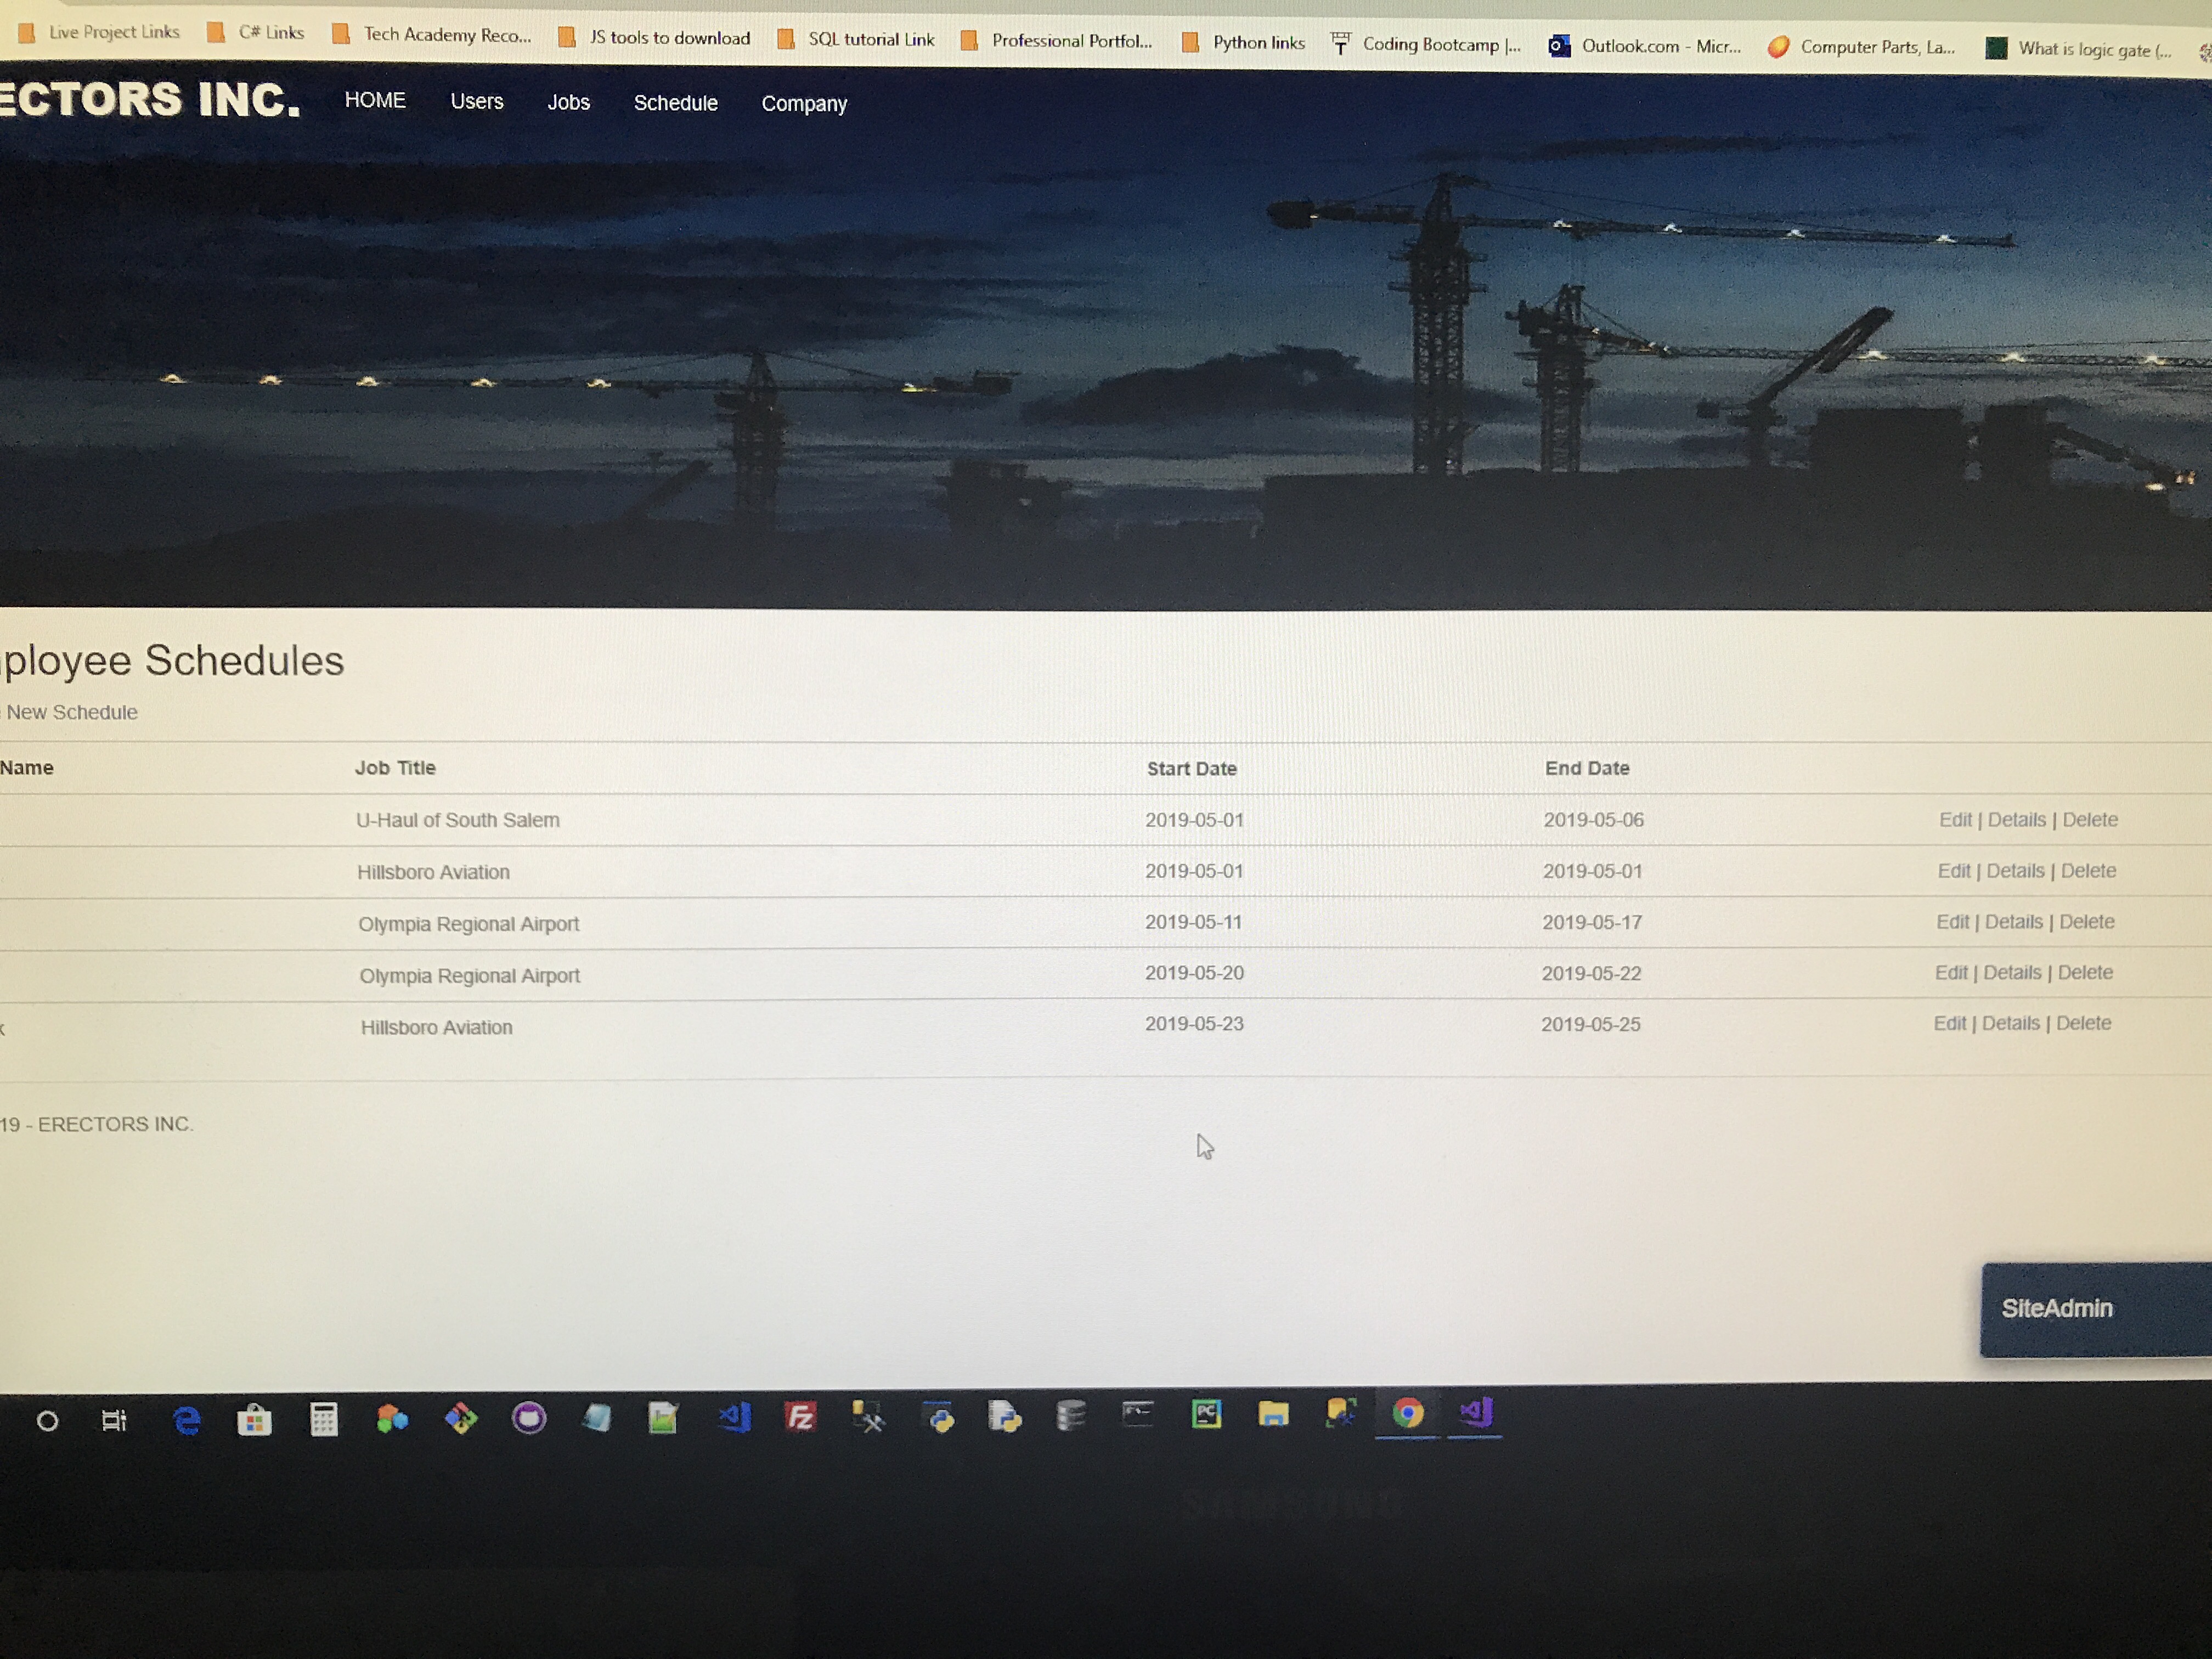 Live Project Links C# Links Tech Academy Reco... JS tools to download SQL tutorial Link Professional Portfol... Python links Coding Bootcamp |... Outlook.com - Micr... Computer Parts, La... What is logic gate (...
ECTORS INC. HOME Users Jobs Schedule Company
ployee Schedules
New Schedule
Name Job Title Start Date End Date
U-Haul of South Salem 2019-05-01 2019-05-06 Edit | Details | Delete
Hillsboro Aviation 2019-05-01 2019-05-01 Edit | Details | Delete
Olympia Regional Airport 2019-05-11 2019-05-17 Edit | Details | Delete
Olympia Regional Airport 2019-05-20 2019-05-22 Edit | Details | Delete
k Hillsboro Aviation 2019-05-23 2019-05-25 Edit | Details | Delete
19 - ERECTORS INC.
SiteAdmin
FZ PC
SAMSUNG